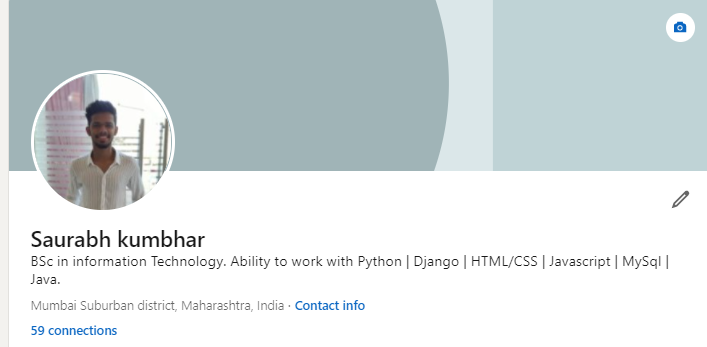 Saurabh kumbhar
BSc in information Technology. Ability to work with Python | Django | HTML/CSS | Javascript | MySql |
Java.
Mumbai Suburban district, Maharashtra, India · Contact info
59 connections